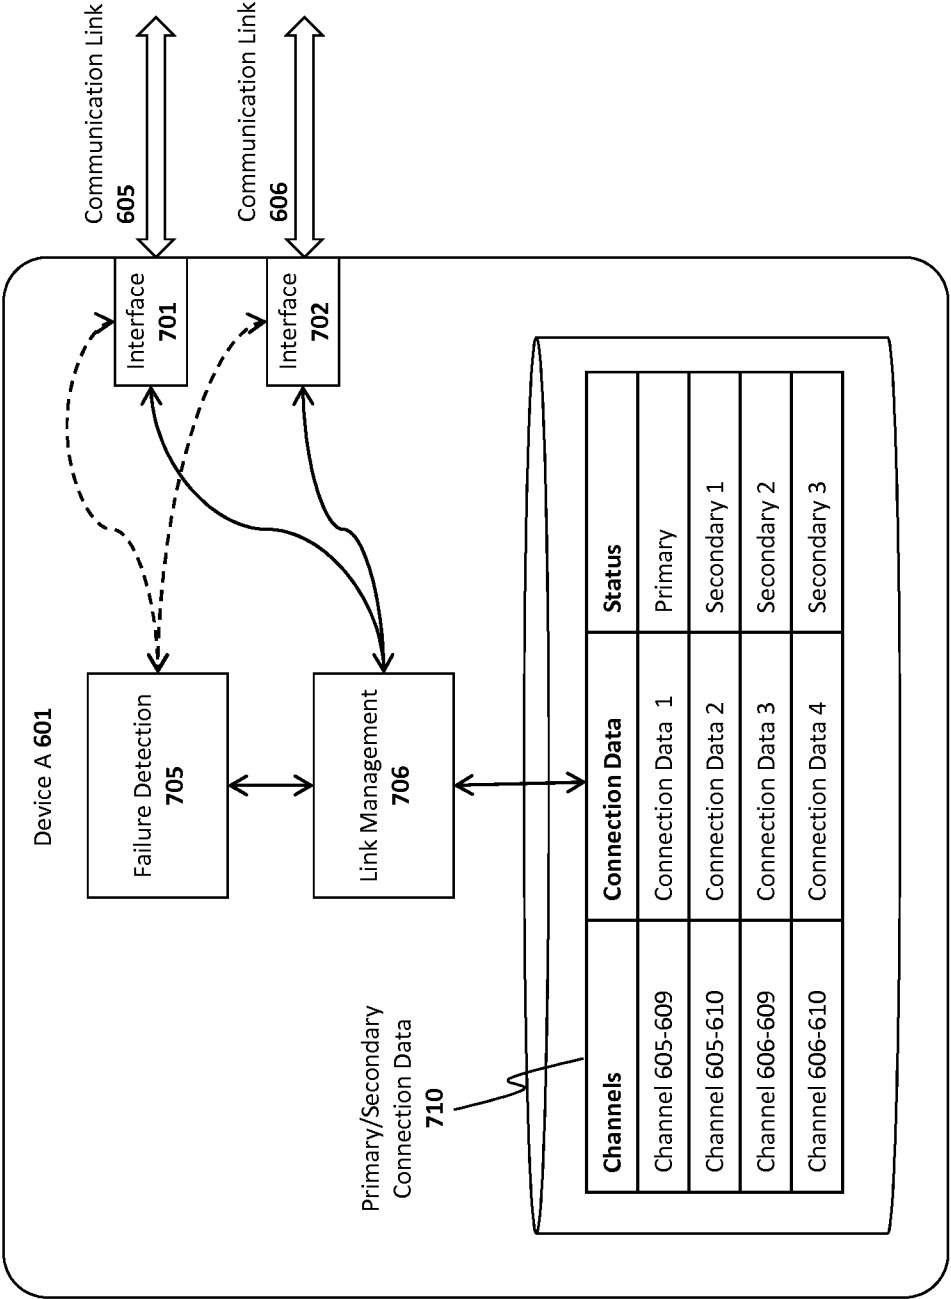 Device A 601
Communication Link
605
Communication Link
606
Failure Detection
705
Interface
701
Interface
702
Link Management
706
Primary/Secondary
Connection Data
710
Channels Connection Data Status
Channel 605-609 Connection Data 1 Primary
Channel 605-610 Connection Data 2 Secondary 1
Channel 606-609 Connection Data 3 Secondary 2
Channel 606-610 Connection Data 4 Secondary 3